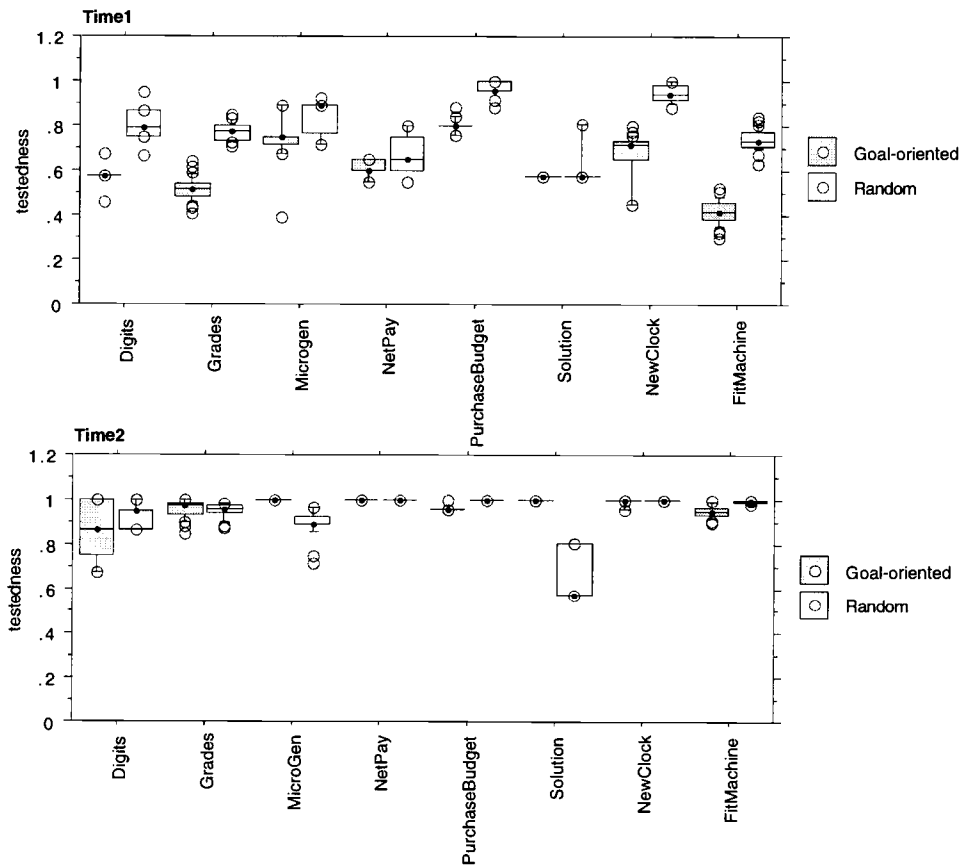 Time1
1.2
1
.8
.6
.4
.2
0
testedness
Digits
Grades
Microgen
NetPay
PurchaseBudget
Solution
NewClock
FitMachine
Goal-oriented
Random
Time2
1.2
1
.8
.6
.4
.2
0
testedness
Digits
Grades
MicroGen
NetPay
PurchaseBudget
Solution
NewClock
FitMachine
Goal-oriented
Random